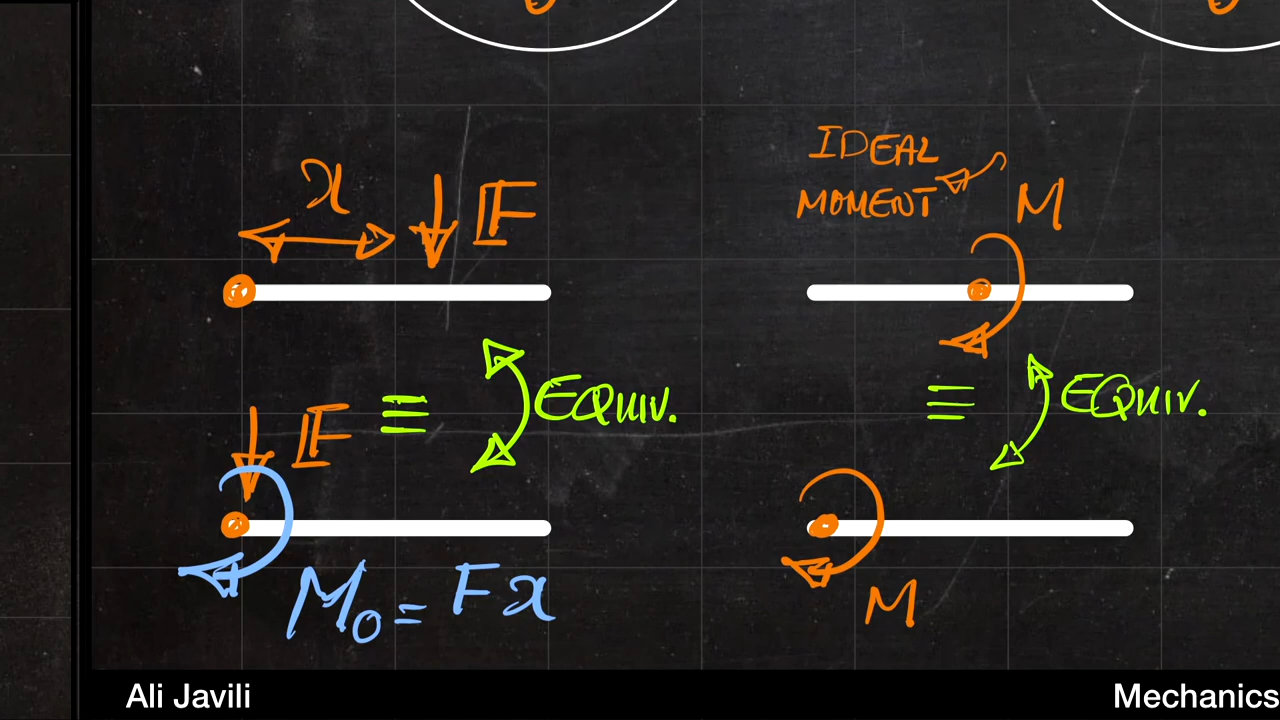 x
F
IDEAL
MOMENT
M
F
≡
EQUIV.
≡
EQUIV.
M₀ = Fx
M
Ali Javili
Mechanics